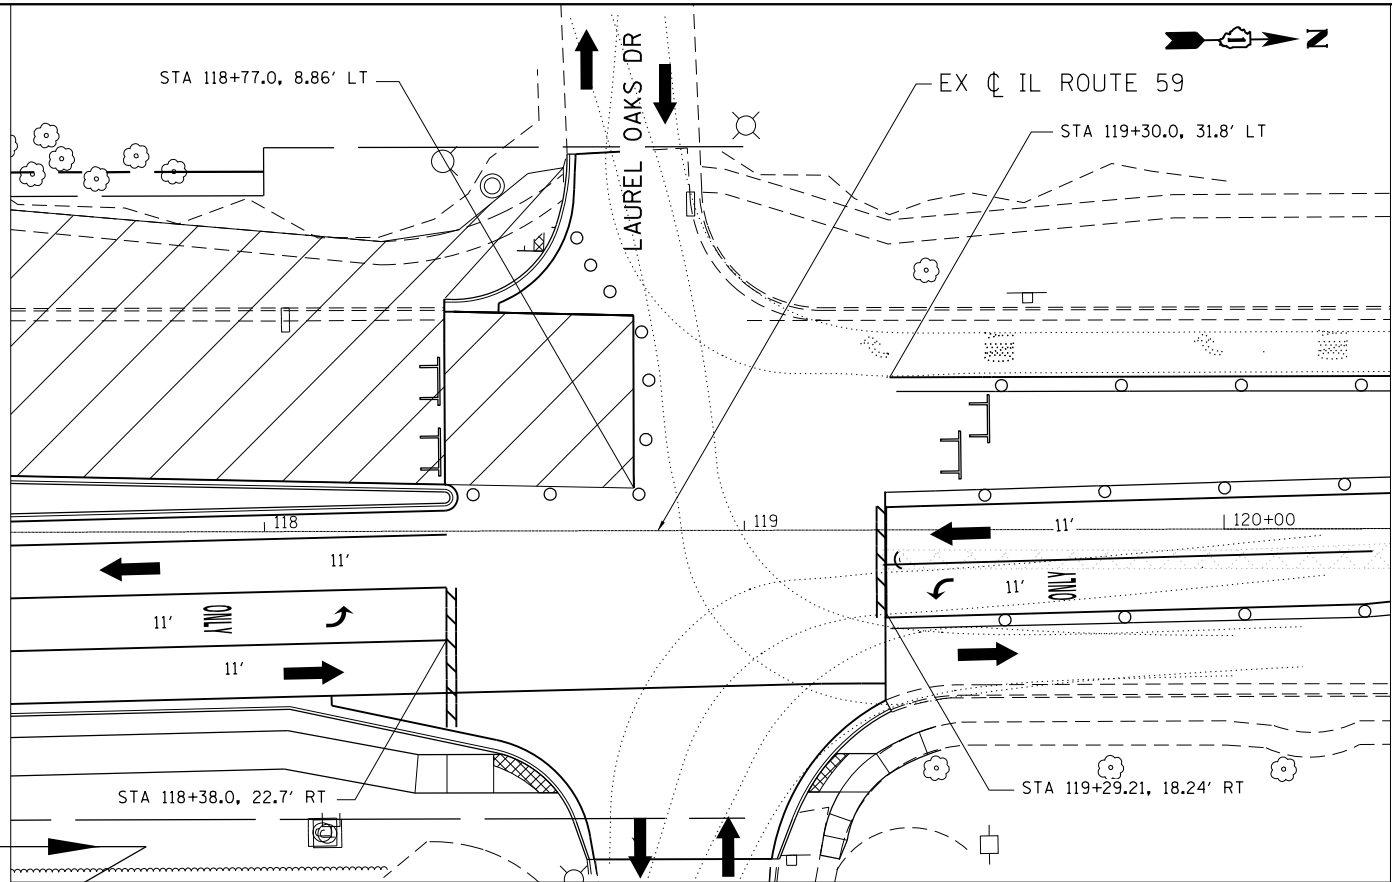 LAUREL OAKS DR
N
STA 118+77.0, 8.86' LT
EX ℄ IL ROUTE 59
STA 119+30.0, 31.8' LT
118
119
120+00
11'
11'
11'
ONLY
11'
ONLY
11'
11'
STA 118+38.0, 22.7' RT
STA 119+29.21, 18.24' RT